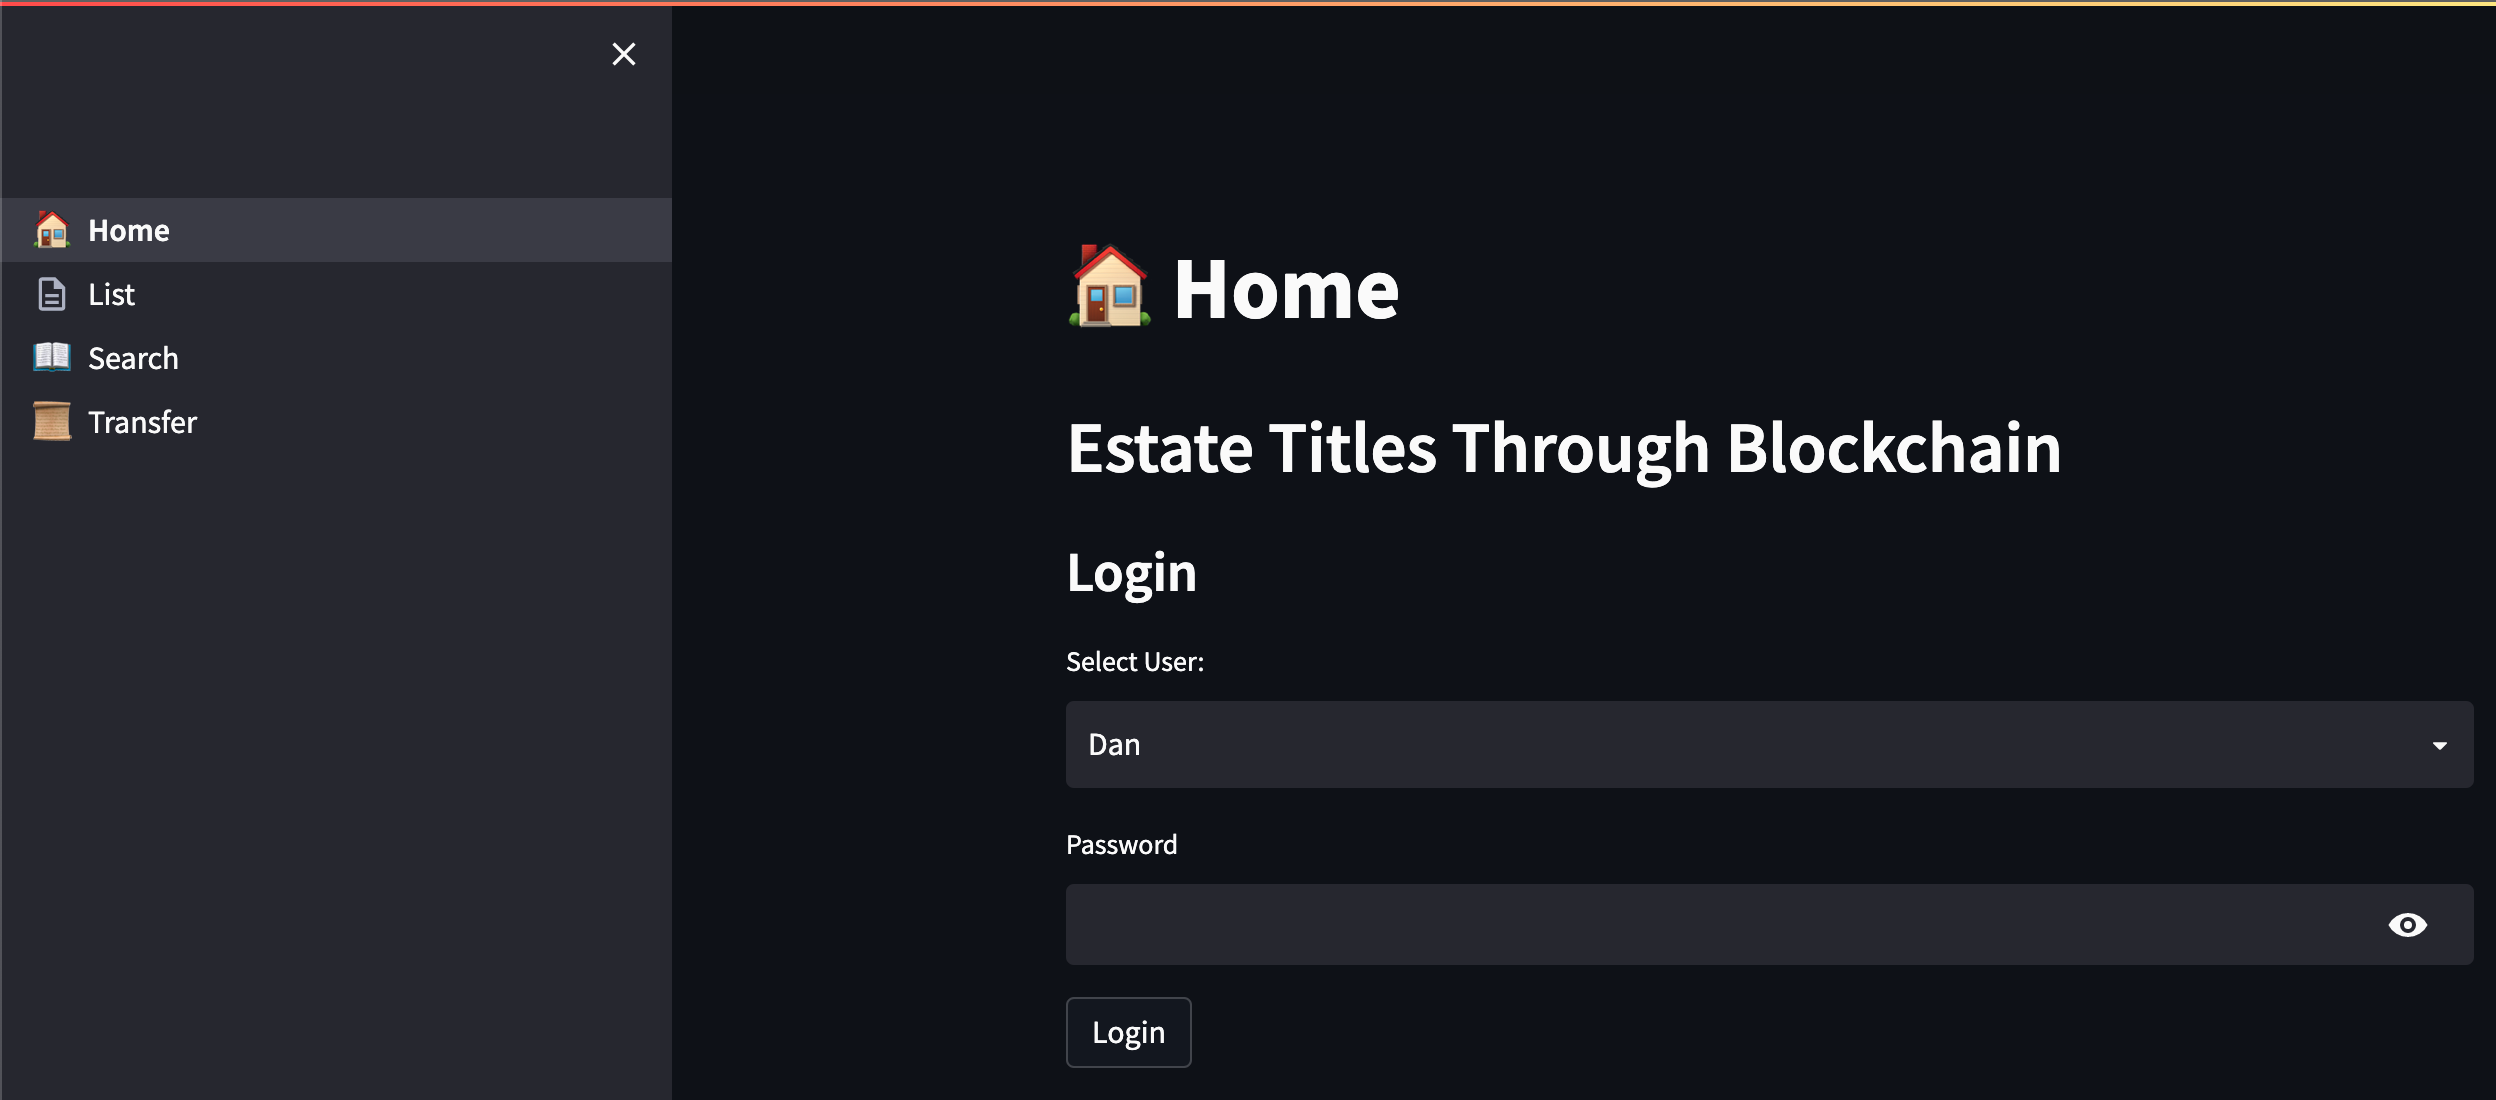 Home
List
Search
Transfer
Home
Estate Titles Through Blockchain
Login
Select User:
Dan
Password
Login